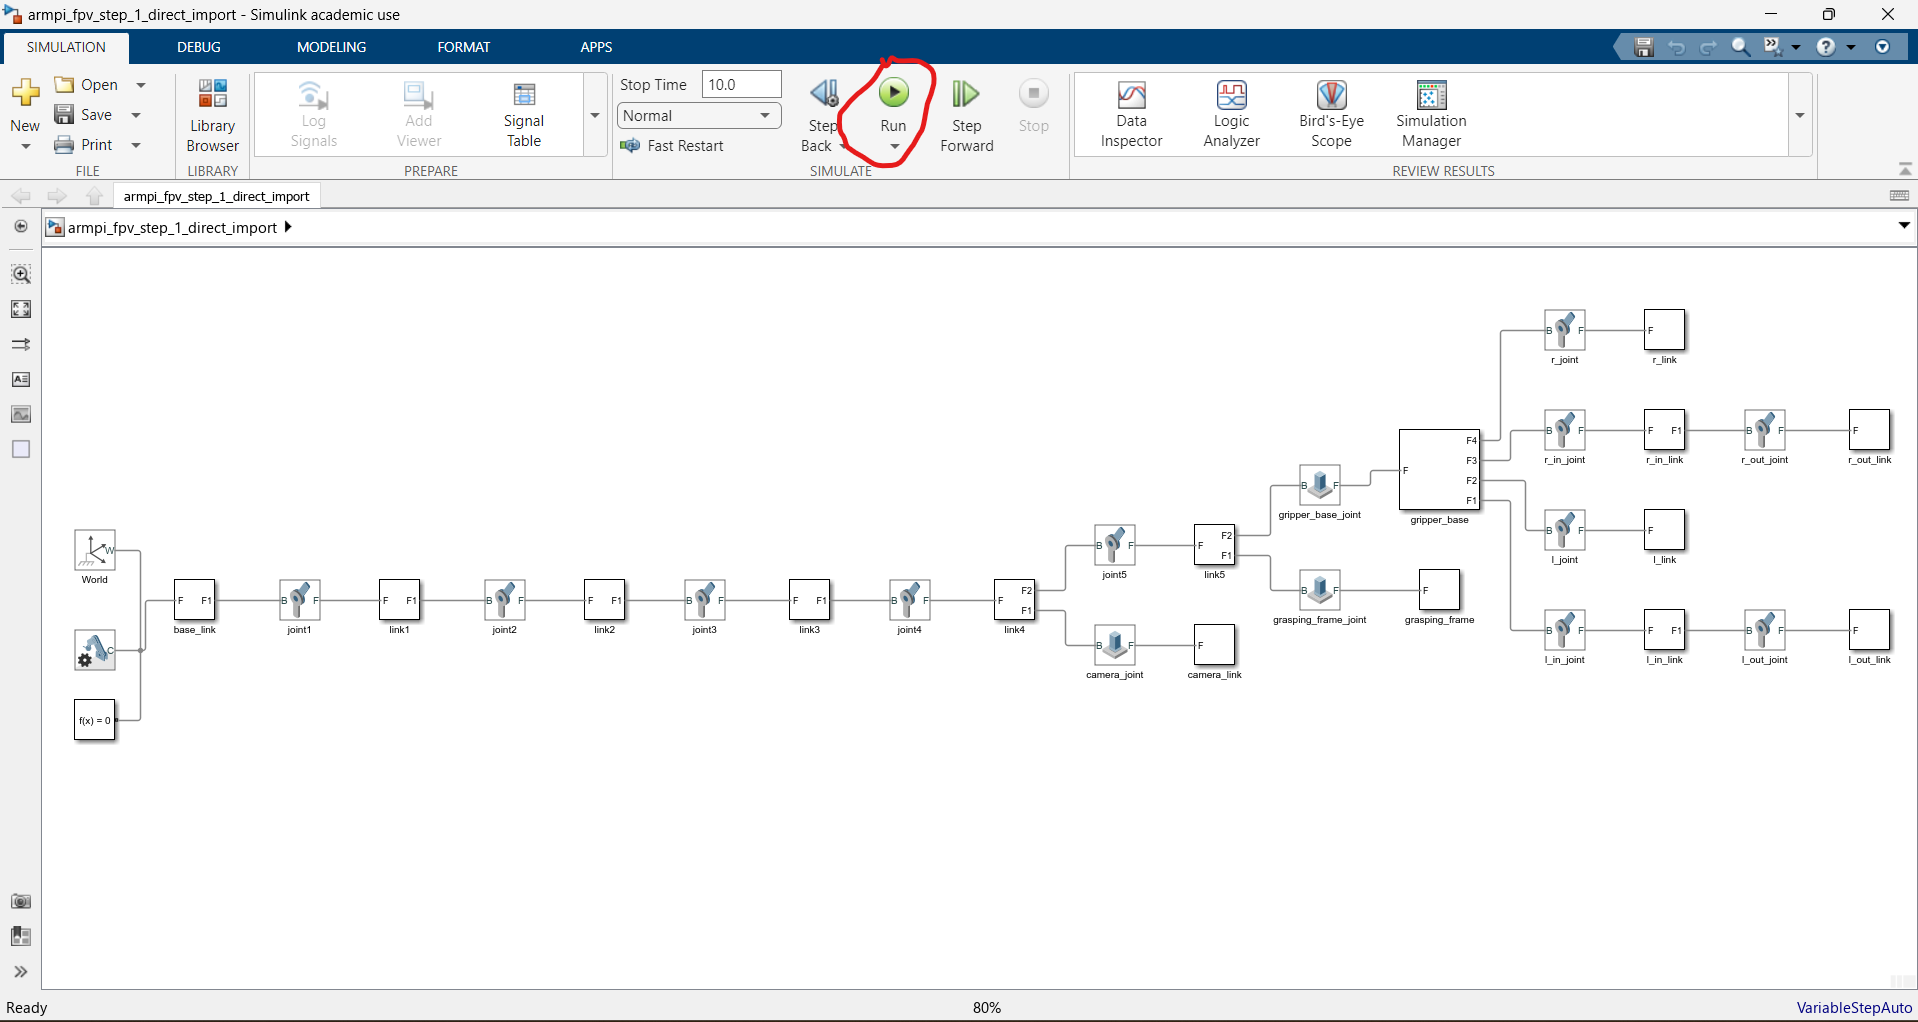 armpi_fpv_step_1_direct_import - Simulink academic use
SIMULATION DEBUG MODELING FORMAT APPS
New
Open
Save
Print
FILE
Library
Browser
LIBRARY
Log
Signals
Add
Viewer
Signal
Table
PREPARE
Stop Time 10.0
Normal
Fast Restart
Step
Back
Run
Step
Forward
Stop
SIMULATE
Data
Inspector
Logic
Analyzer
Bird's-Eye
Scope
Simulation
Manager
REVIEW RESULTS
armpi_fpv_step_1_direct_import
armpi_fpv_step_1_direct_import
B F F
r_joint r_link
B F F F1 B F F
r_in_joint r_in_link r_out_joint r_out_link
F F4 F3 F2 F1
gripper_base
B F
gripper_base_joint
B F F
l_joint l_link
B F F F2 F1
joint5 link5
W
World
B F F
grasping_frame_joint grasping_frame
F F1 B F F F1 B F F F1 B F F F1 B F F F2 F1
base_link joint1 link1 joint2 link2 joint3 link3 joint4 link4
C
B F F F1 B F F
l_in_joint l_in_link l_out_joint l_out_link
B F F
camera_joint camera_link
f(x) = 0
Ready 80% VariableStepAuto